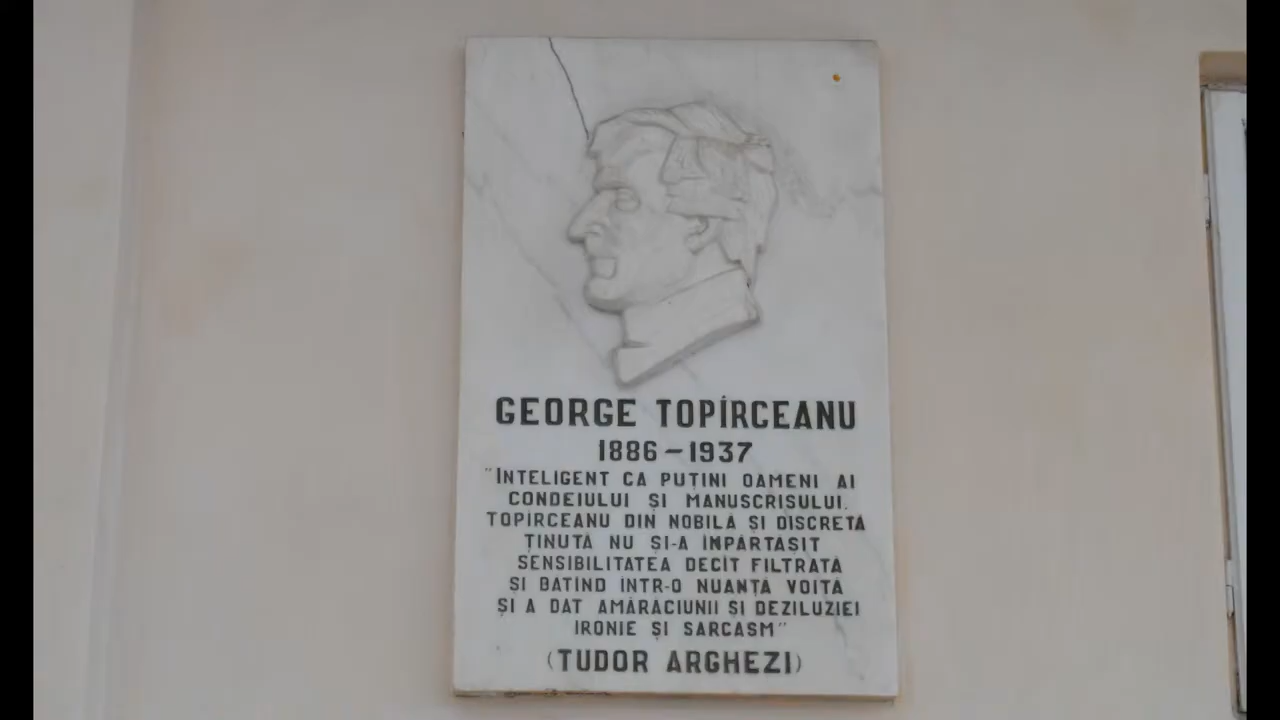 GEORGE TOPÎRCEANU
1886-1937
"INTELIGENT CA PUȚINI OAMENI AI
CONDEIULUI ȘI MANUSCRISULUI.
TOPÎRCEANU DIN NOBILĂ ȘI DISCRETĂ
ȚINUTĂ NU ȘI-A ÎMPĂRTĂȘIT
SENSIBILITATEA DECÎT FILTRATĂ
ȘI BĂTÎND ÎNTR-O NUANȚĂ VOITĂ
ȘI A DAT AMĂRĂCIUNII ȘI DEZILUZIEI
IRONIE ȘI SARCASM"
(TUDOR ARGHEZI)